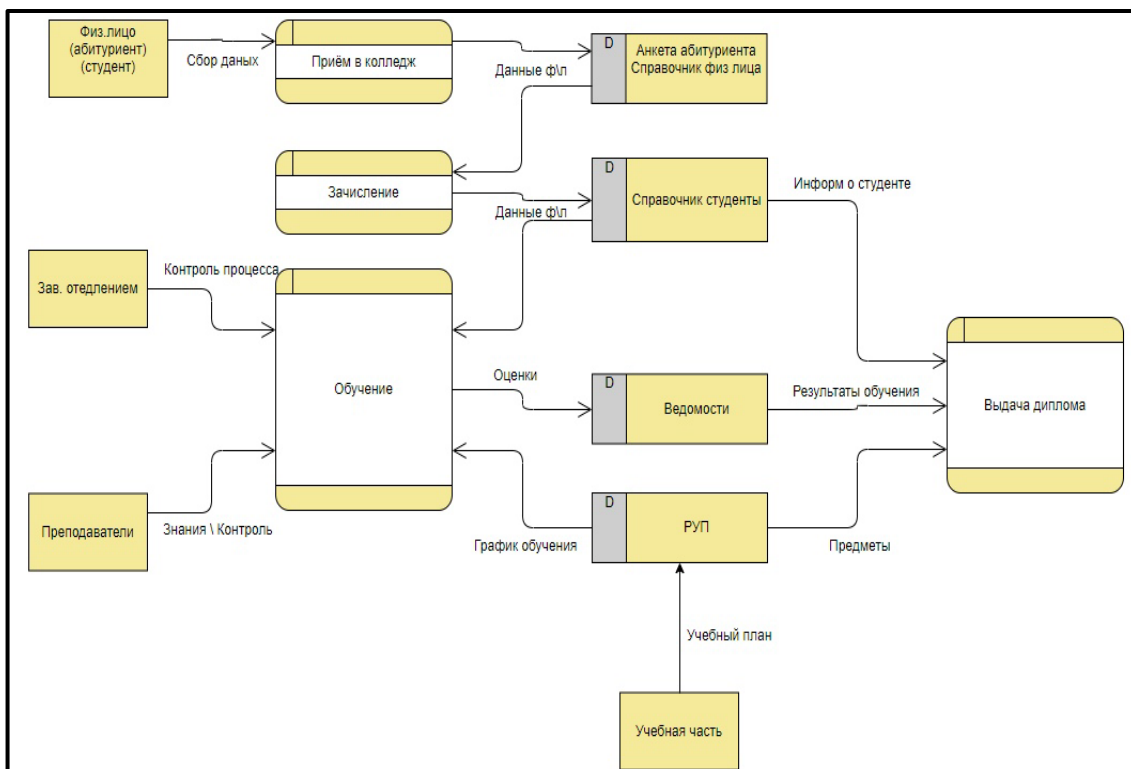 Физ.лицо
(абитуриент)
(студент)
Сбор даных
Приём в колледж
Данные ф\л
D
Анкета абитуриента
Справочник физ лица
Зачисление
Данные ф\л
D
Справочник студенты
Информ о студенте
Зав. отедлением
Контроль процесса
Обучение
Оценки
D
Ведомости
Результаты обучения
Выдача диплома
Преподаватели
Знания \ Контроль
График обучения
D
РУП
Предметы
Учебный план
Учебная часть